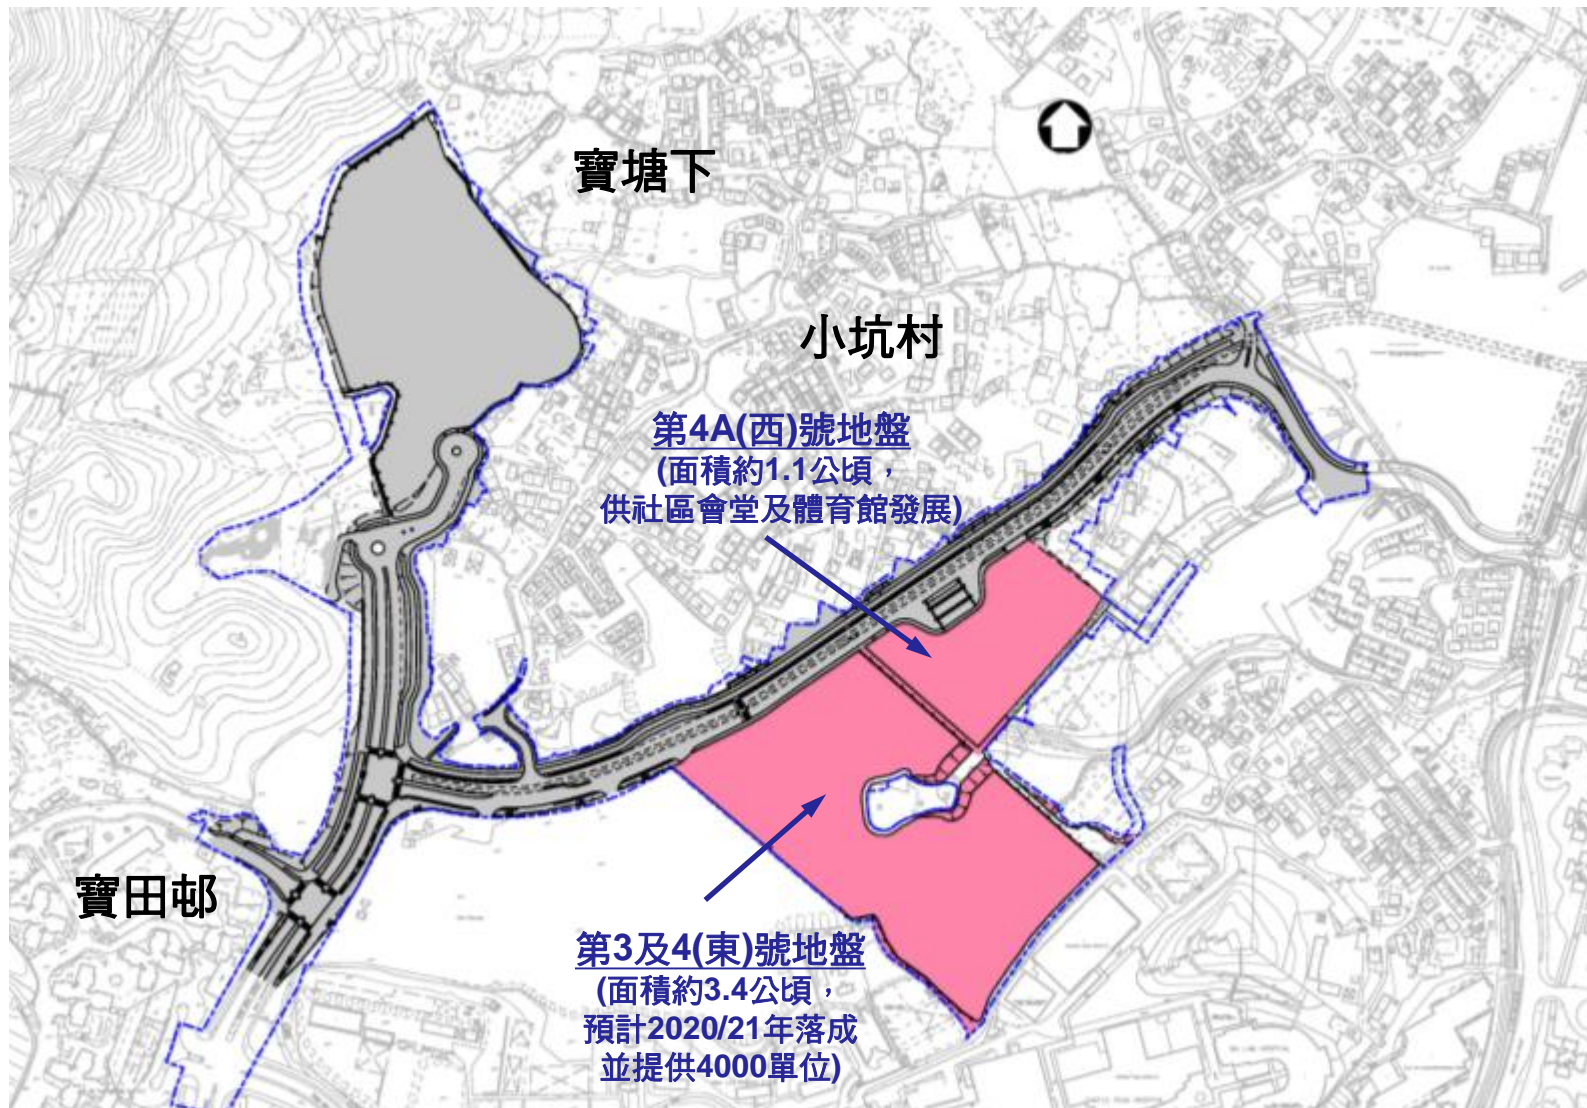 寶塘下
小坑村
第4A(西)號地盤
(面積約1.1公頃，
供社區會堂及體育館發展)
寶田邨
第3及4(東)號地盤
(面積約3.4公頃，
預計2020/21年落成
並提供4000單位)